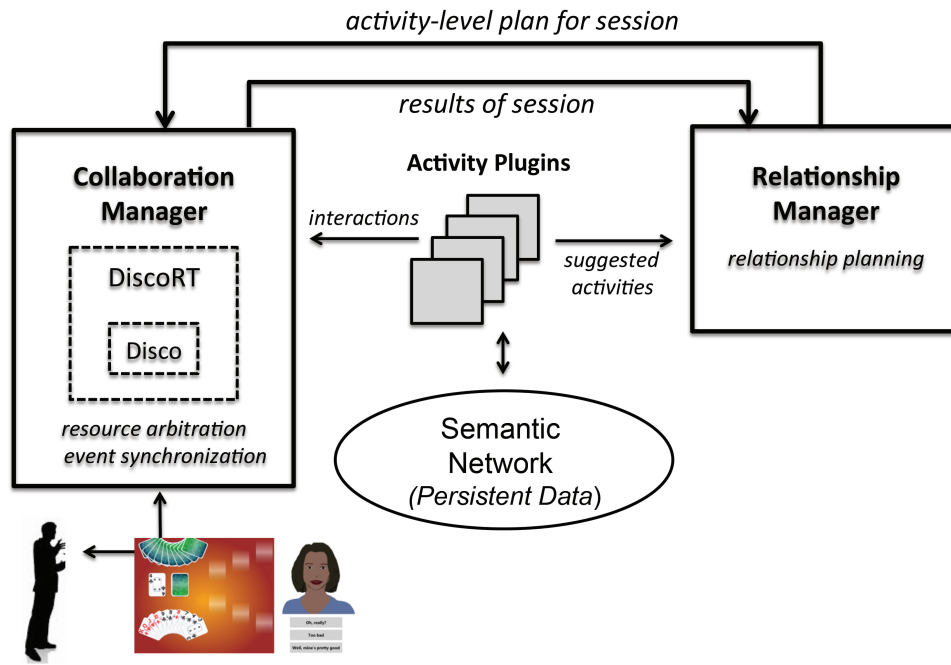 activity-level plan for session
results of session
Collaboration
Manager
DiscoRT
Disco
resource arbitration
event synchronization
Activity Plugins
interactions
suggested
activities
Relationship
Manager
relationship planning
Semantic
Network
(Persistent Data)
Oh, really?
Too bad
Well, mine's pretty good